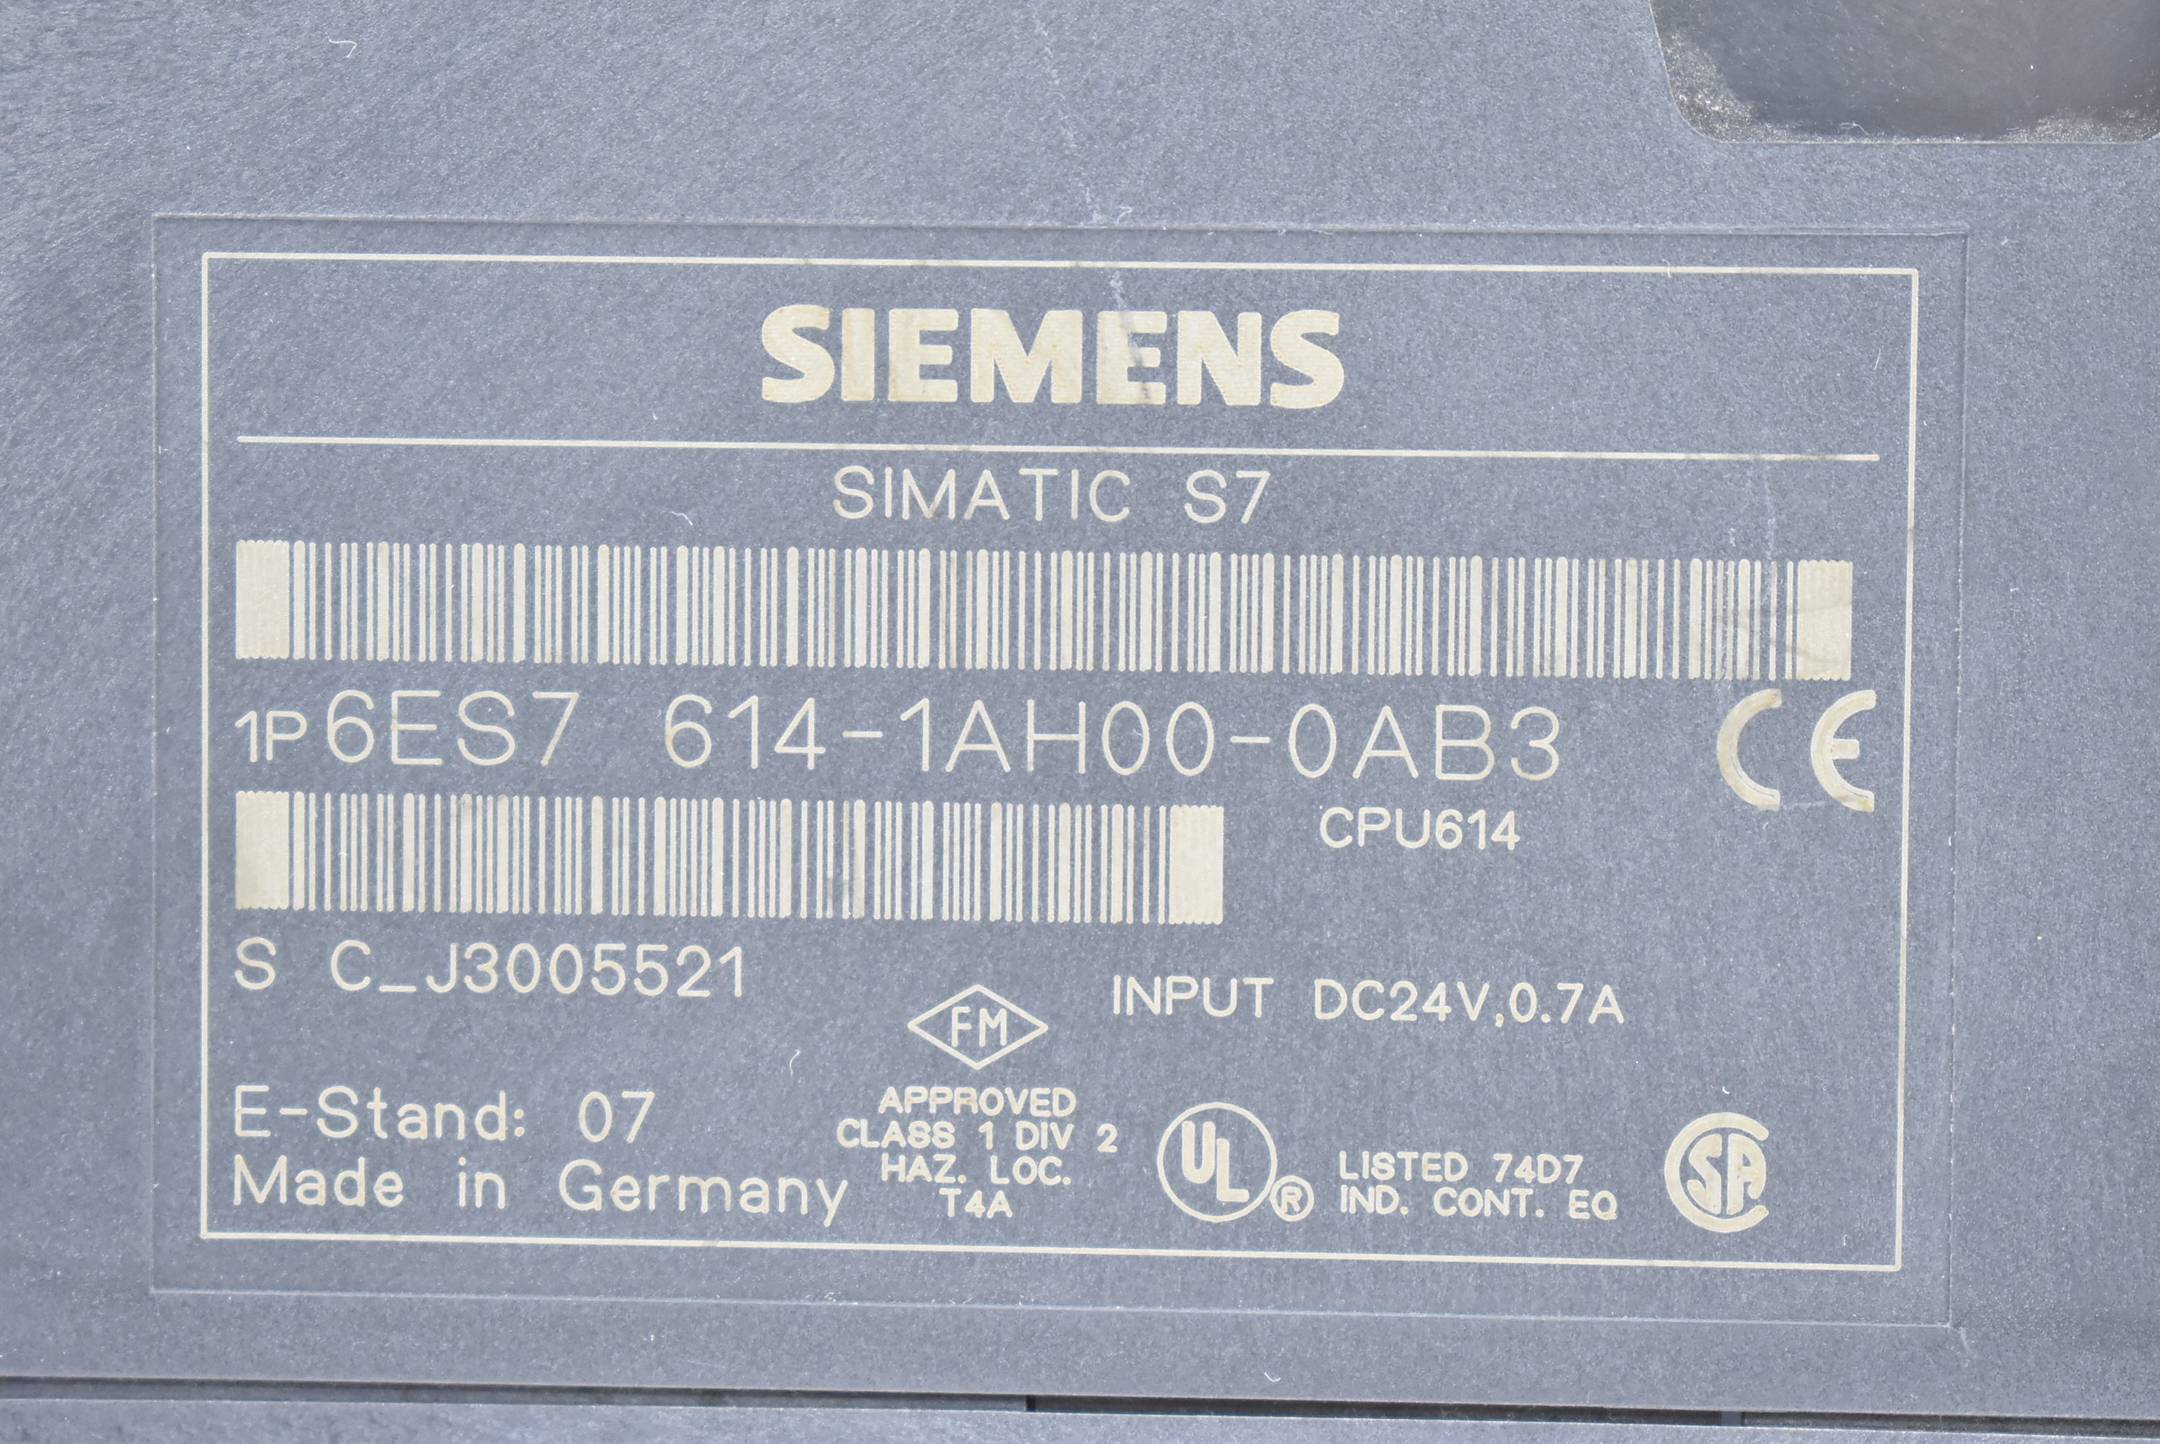 SIEMENS
SIMATIC S7
1P 6ES7 614-1AH00-0AB3
CE
CPU614
S C_J3005521
INPUT DC24V,0.7A
FM
APPROVED
CLASS 1 DIV 2
HAZ. LOC.
T4A
E-Stand: 07
Made in Germany
UL ®
LISTED 74D7
IND. CONT. EQ
SA